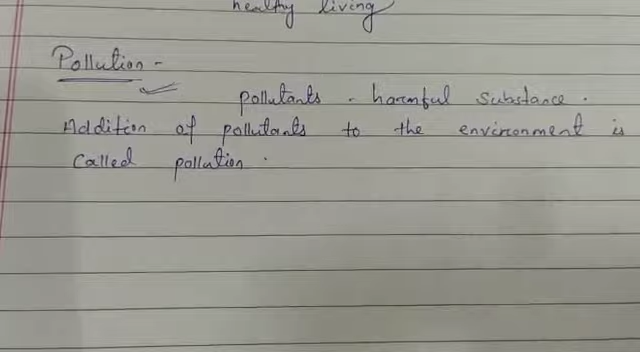 healthy living
Pollution -
pollutants - harmful substance.
Addition of pollutants to the environment is
called pollution.